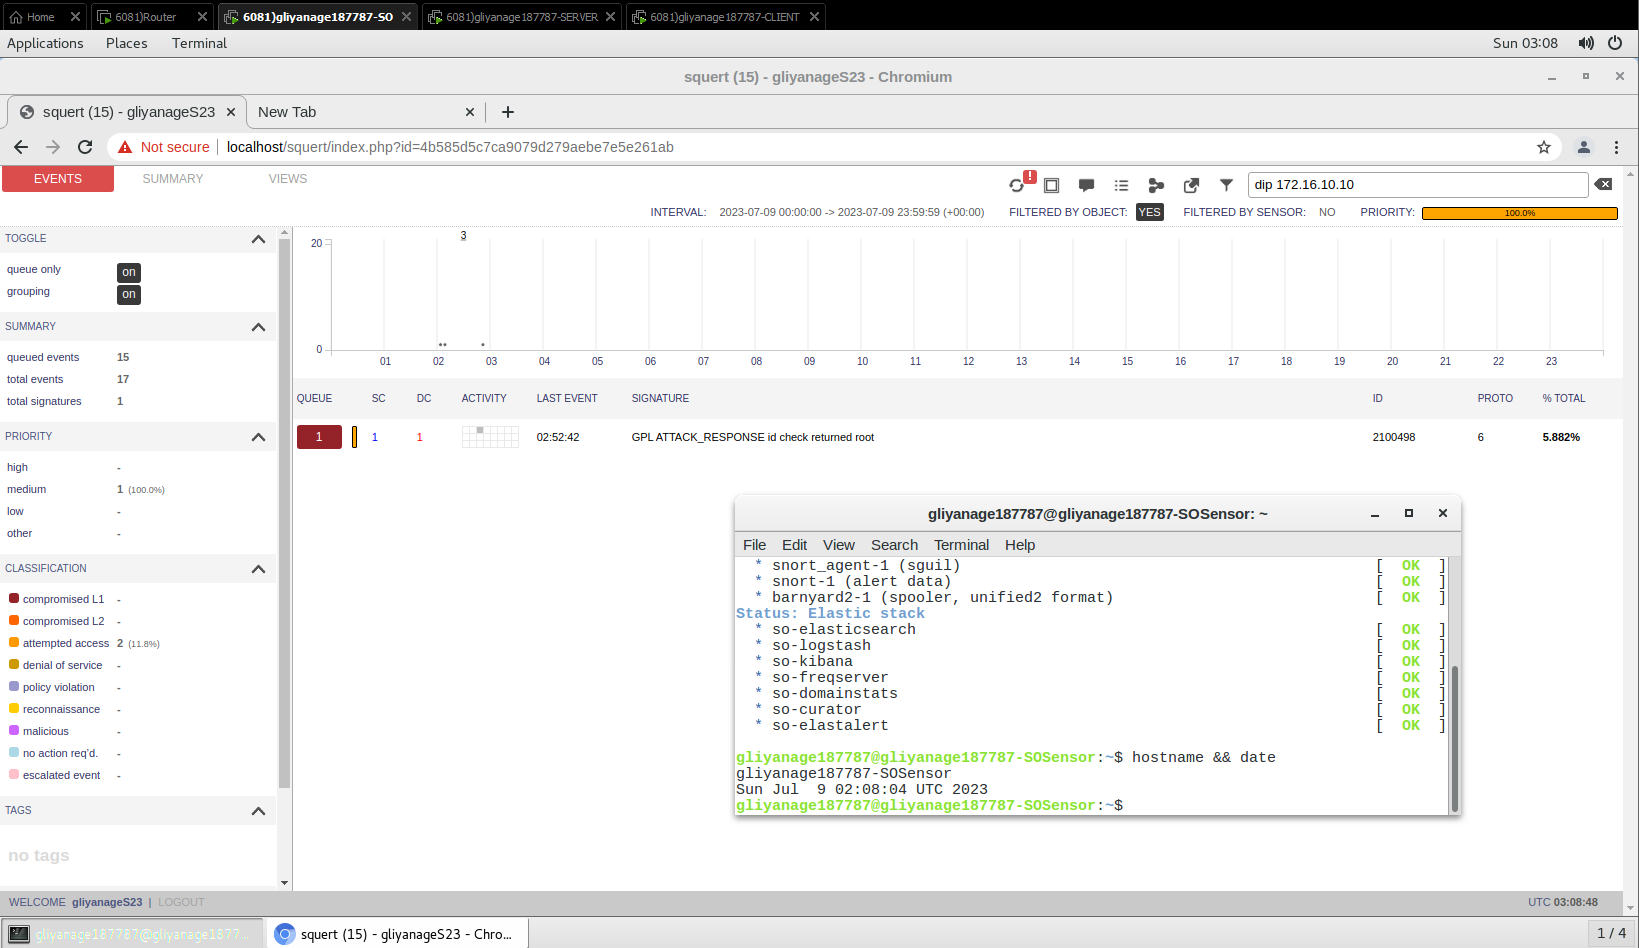 Home
6081)Router
6081)gliyanage187787-SO
6081)gliyanage187787-SERVER
6081)gliyanage187787-CLIENT
Applications Places Terminal Sun 03:08
squert (15) - gliyanageS23 - Chromium
squert (15) - gliyanageS23
New Tab
Not secure localhost/squert/index.php?id=4b585d5c7ca9079d279aebe7e5e261ab
EVENTS SUMMARY VIEWS
!
dip 172.16.10.10
INTERVAL: 2023-07-09 00:00:00 -> 2023-07-09 23:59:59 (+00:00) FILTERED BY OBJECT: YES FILTERED BY SENSOR: NO PRIORITY: 100.0%
TOGGLE
queue only on
grouping on
SUMMARY
queued events 15
total events 17
total signatures 1
PRIORITY
high -
medium 1 (100.0%)
low -
other -
CLASSIFICATION
compromised L1 -
compromised L2 -
attempted access 2 (11.8%)
denial of service -
policy violation -
reconnaissance -
malicious -
no action req'd. -
escalated event -
TAGS
no tags
3
20
0
01 02 03 04 05 06 07 08 09 10 11 12 13 14 15 16 17 18 19 20 21 22 23
QUEUE SC DC ACTIVITY LAST EVENT SIGNATURE ID PROTO % TOTAL
1 1 1 02:52:42 GPL ATTACK_RESPONSE id check returned root 2100498 6 5.882%
gliyanage187787@gliyanage187787-SOSensor: ~
File Edit View Search Terminal Help
* snort_agent-1 (sguil) [ OK ]
* snort-1 (alert data) [ OK ]
* barnyard2-1 (spooler, unified2 format) [ OK ]
Status: Elastic stack
* so-elasticsearch [ OK ]
* so-logstash [ OK ]
* so-kibana [ OK ]
* so-freqserver [ OK ]
* so-domainstats [ OK ]
* so-curator [ OK ]
* so-elastalert [ OK ]
gliyanage187787@gliyanage187787-SOSensor:~$ hostname && date
gliyanage187787-SOSensor
Sun Jul  9 02:08:04 UTC 2023
gliyanage187787@gliyanage187787-SOSensor:~$
WELCOME gliyanageS23 | LOGOUT UTC 03:08:48
gliyanage187787@gliyanage1877...
squert (15) - gliyanageS23 - Chro...
1 / 4